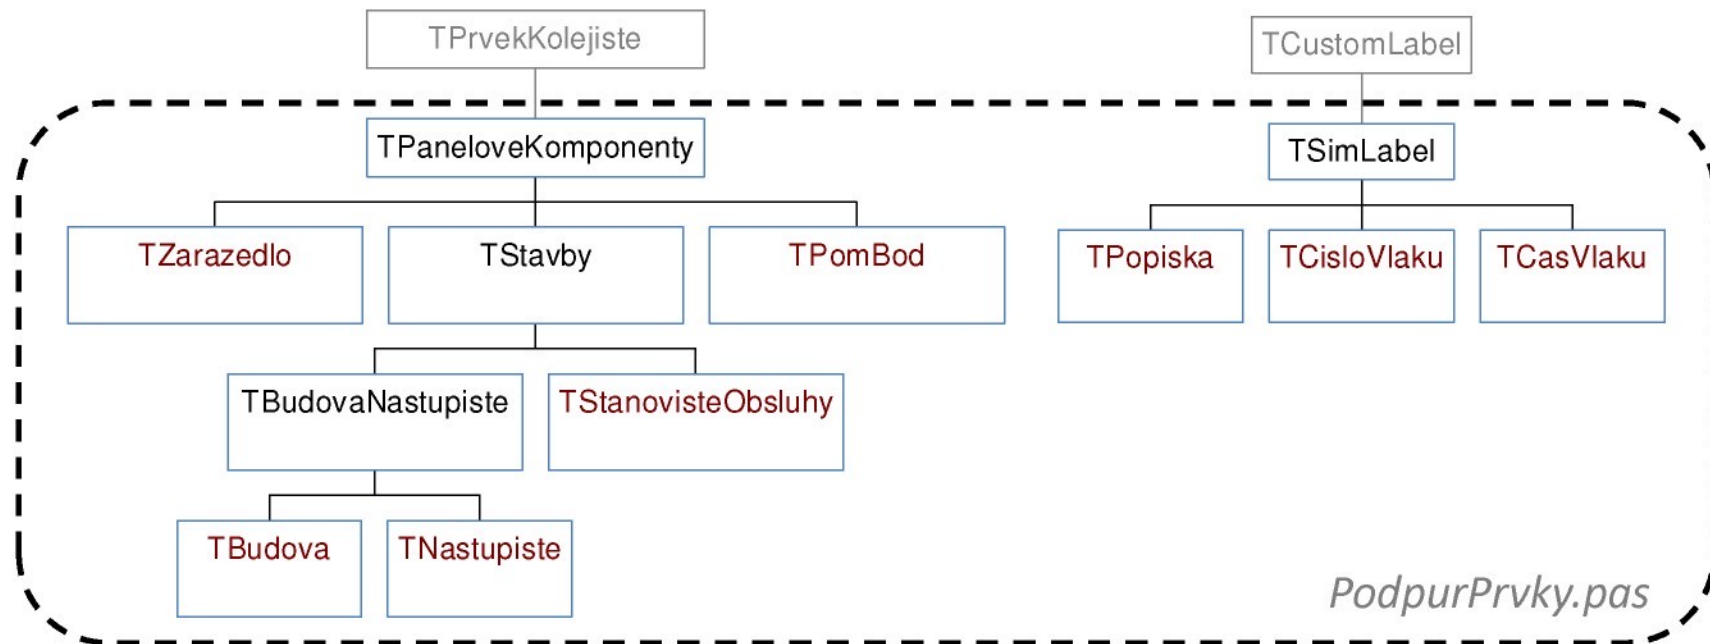 TPrvekKolejiste
TCustomLabel
TPaneloveKomponenty
TSimLabel
TZarazedlo
TStavby
TPomBod
TPopiska
TCisloVlaku
TCasVlaku
TBudovaNastupiste
TStanovisteObsluhy
TBudova
TNastupiste
PodpurPrvky.pas